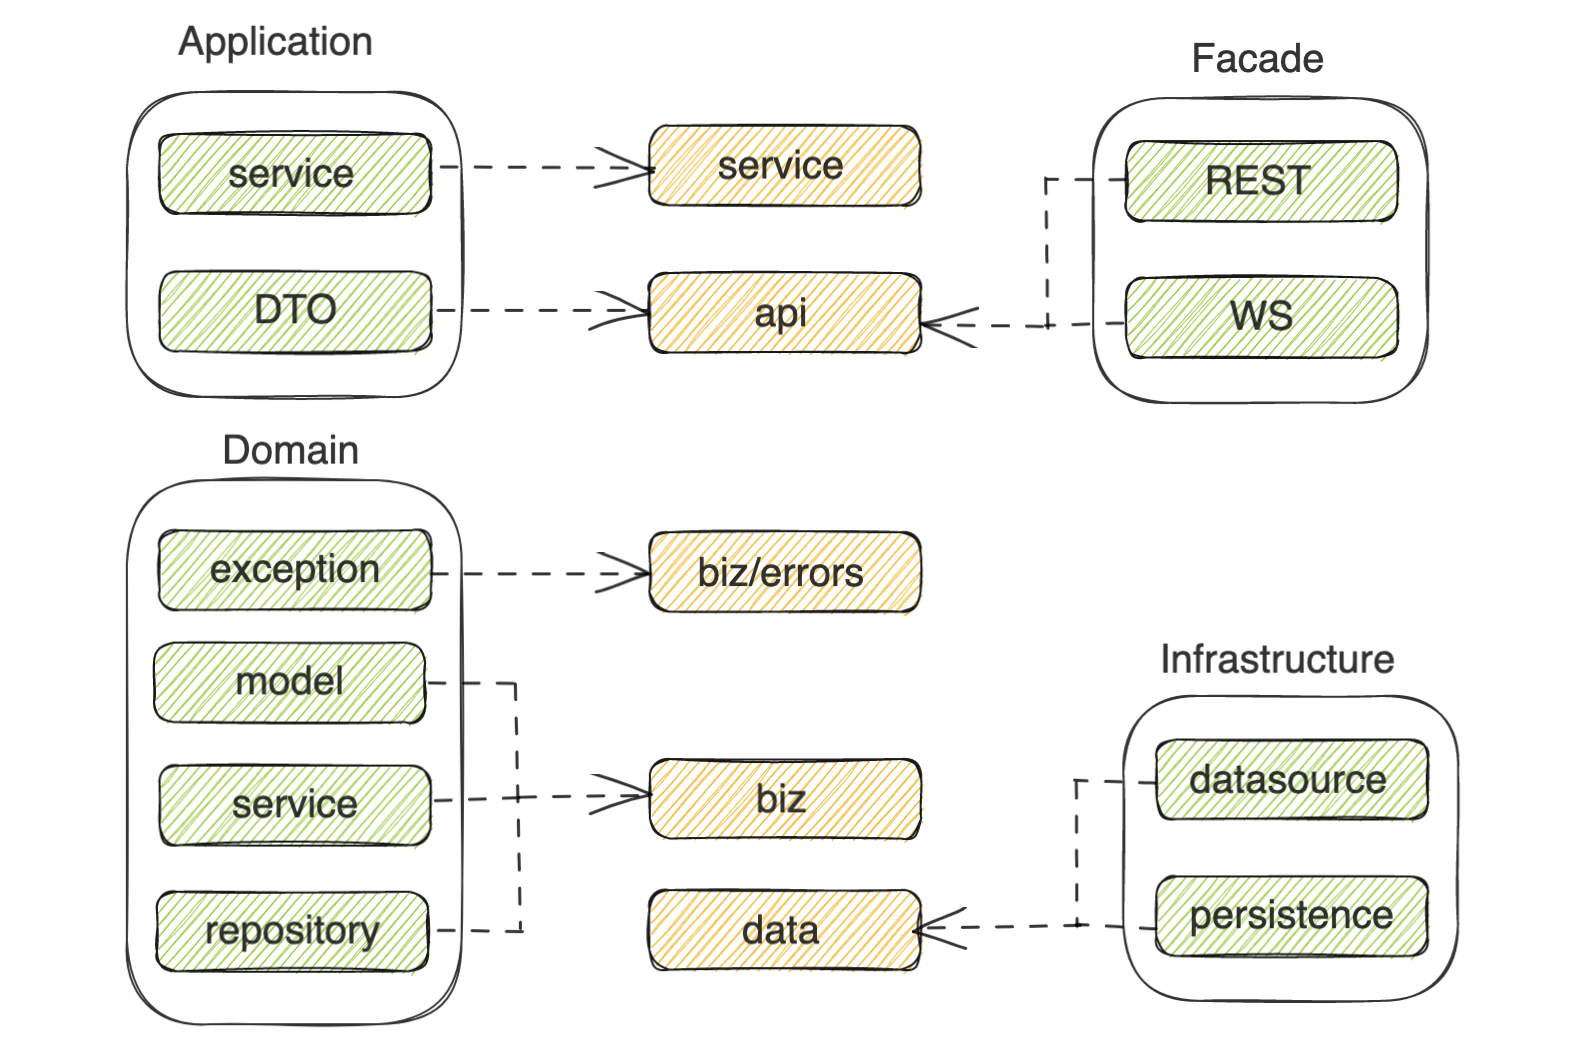 Application
Facade
service
service
REST
DTO
api
WS
Domain
exception
biz/errors
model
Infrastructure
service
biz
datasource
repository
data
persistence